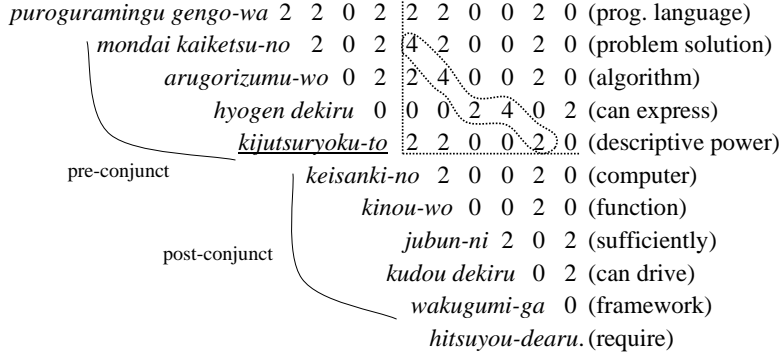 puroguramingu gengo-wa 2 2 0 2 2 2 0 0 2 0 (prog. language)
mondai kaiketsu-no 2 0 2 4 2 0 0 2 0 (problem solution)
arugorizumu-wo 0 2 2 4 0 0 2 0 (algorithm)
hyogen dekiru 0 0 0 2 4 0 2 (can express)
kijutsuryoku-to 2 2 0 0 2 0 (descriptive power)
pre-conjunct
keisanki-no 2 0 0 2 0 (computer)
kinou-wo 0 0 2 0 (function)
jubun-ni 2 0 2 (sufficiently)
post-conjunct
kudou dekiru 0 2 (can drive)
wakugumi-ga 0 (framework)
hitsuyou-dearu. (require)